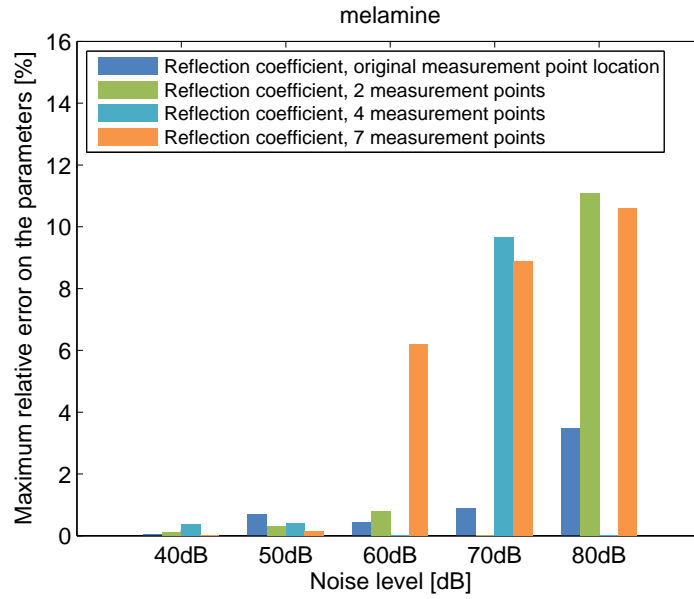 melamine
Maximum relative error on the parameters [%]
16
14
12
10
8
6
4
2
0
Reflection coefficient, original measurement point location
Reflection coefficient, 2 measurement points
Reflection coefficient, 4 measurement points
Reflection coefficient, 7 measurement points
40dB 50dB 60dB 70dB 80dB
Noise level [dB]